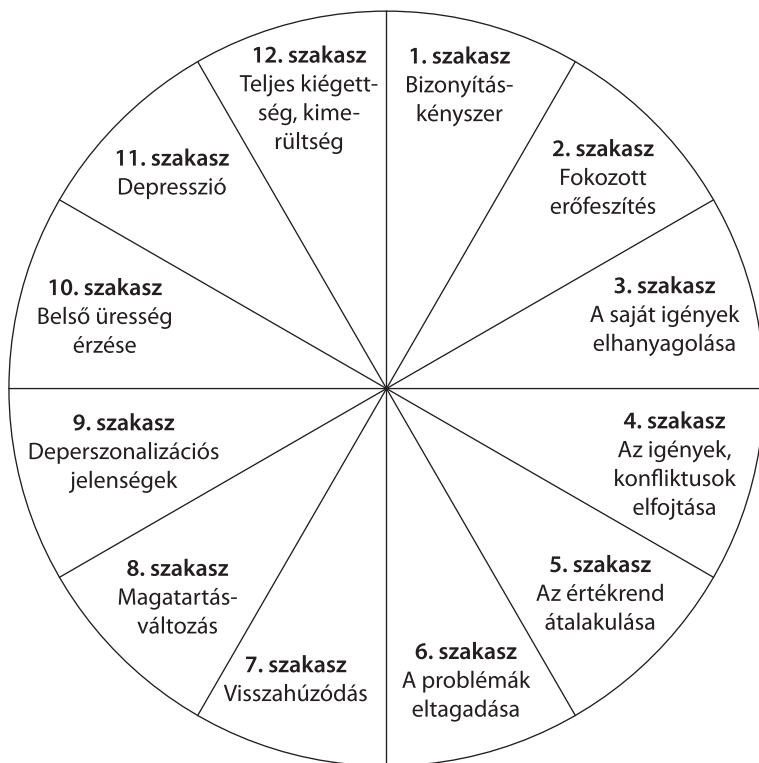 1. szakasz
Bizonyítás-
kényszer
2. szakasz
Fokozott
erőfeszítés
3. szakasz
A saját igények
elhanyagolása
4. szakasz
Az igények,
konfliktusok
elfojtása
5. szakasz
Az értékrend
átalakulása
6. szakasz
A problémák
eltagadása
7. szakasz
Visszahúzódás
8. szakasz
Magatartás-
változás
9. szakasz
Deperszonalizációs
jelenségek
10. szakasz
Belső üresség
érzése
11. szakasz
Depresszió
12. szakasz
Teljes kiégett-
ség, kime-
rültség